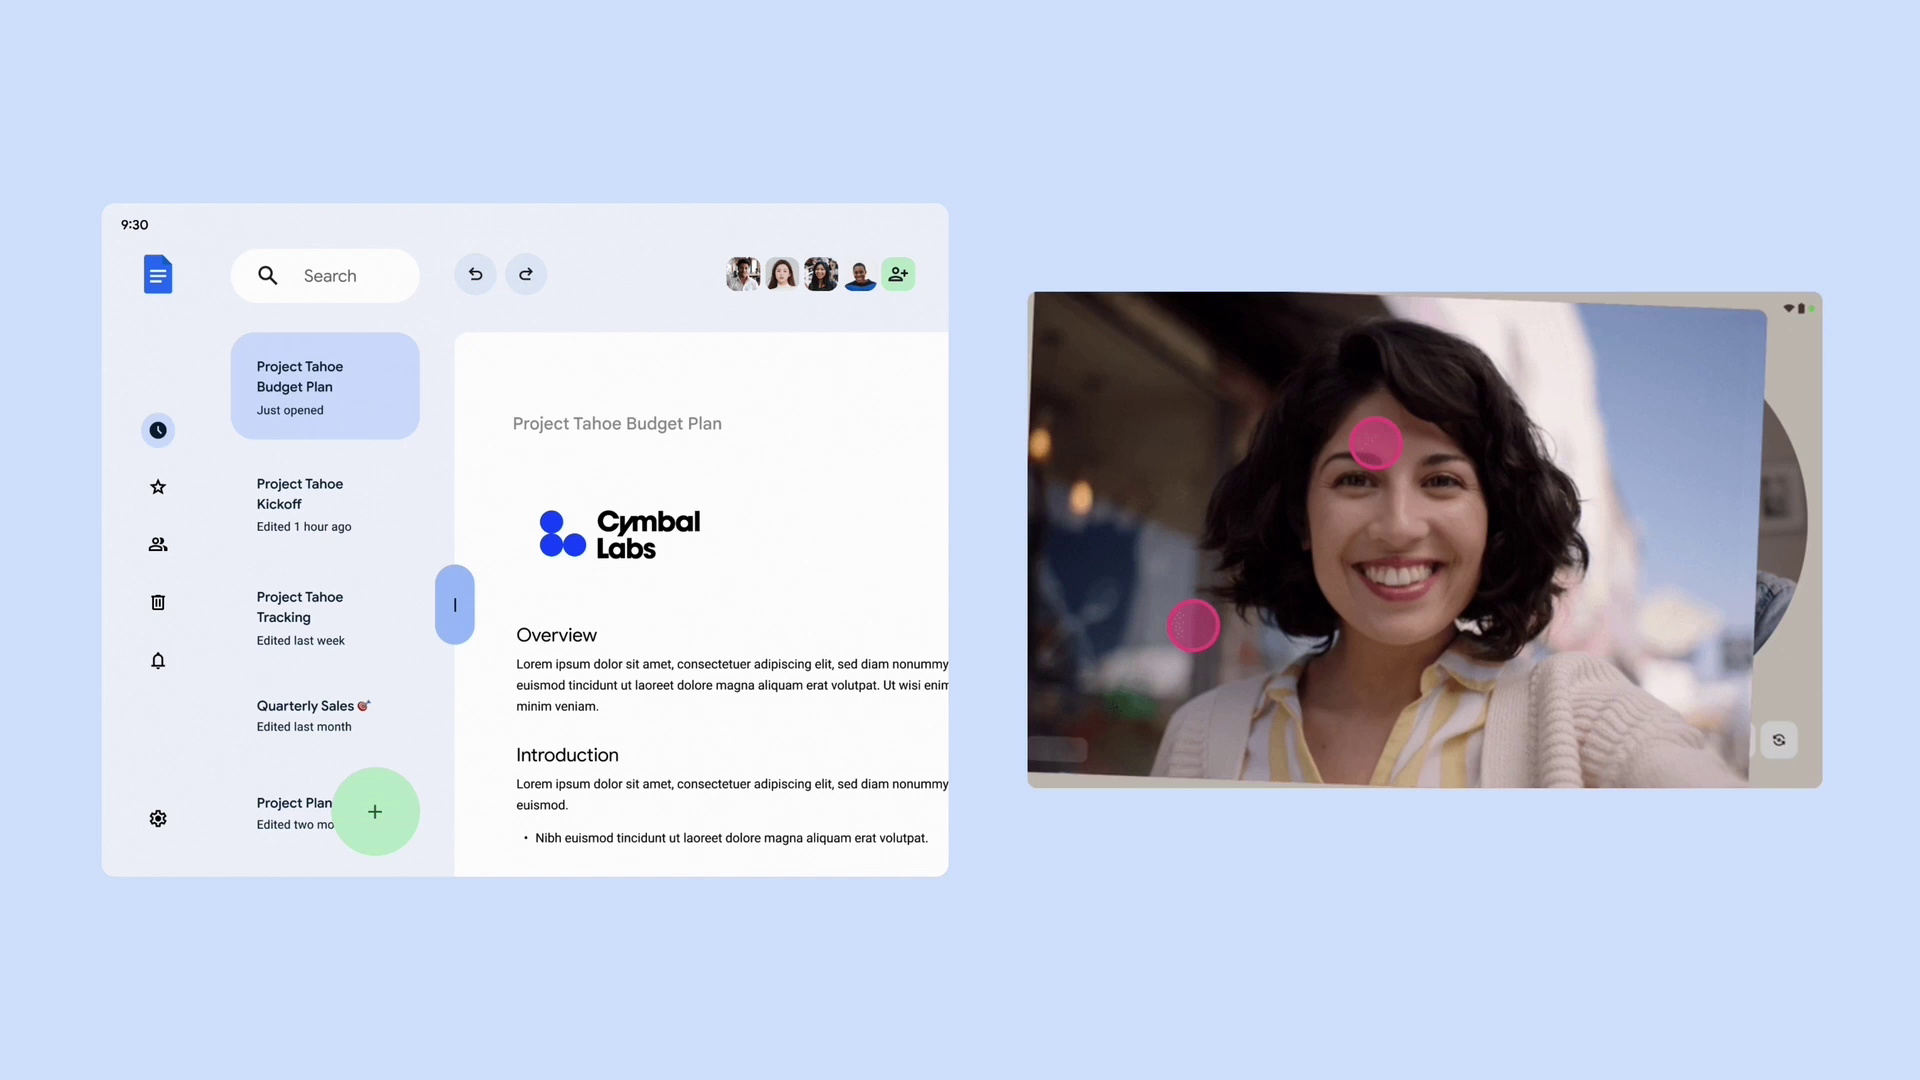 9:30
Search
Project Tahoe
Budget Plan
Just opened
Project Tahoe
Kickoff
Edited 1 hour ago
Project Tahoe
Tracking
Edited last week
Quarterly Sales🎯
Edited last month
Project Plan
Edited two mo
Project Tahoe Budget Plan
Cymbal
Labs
Overview
Lorem ipsum dolor sit amet, consectetuer adipiscing elit, sed diam nonummy
euismod tincidunt ut laoreet dolore magna aliquam erat volutpat. Ut wisi enim
minim veniam.
Introduction
Lorem ipsum dolor sit amet, consectetuer adipiscing elit, sed diam nonummy
euismod.
• Nibh euismod tincidunt ut laoreet dolore magna aliquam erat volutpat.